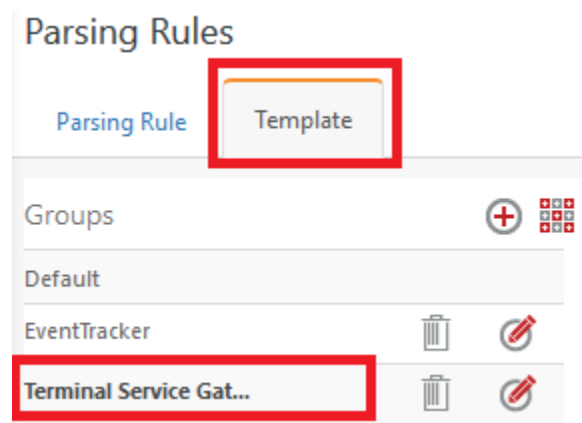 Parsing Rules
Parsing Rule Template
Groups
Default
EventTracker
Terminal Service Gat...